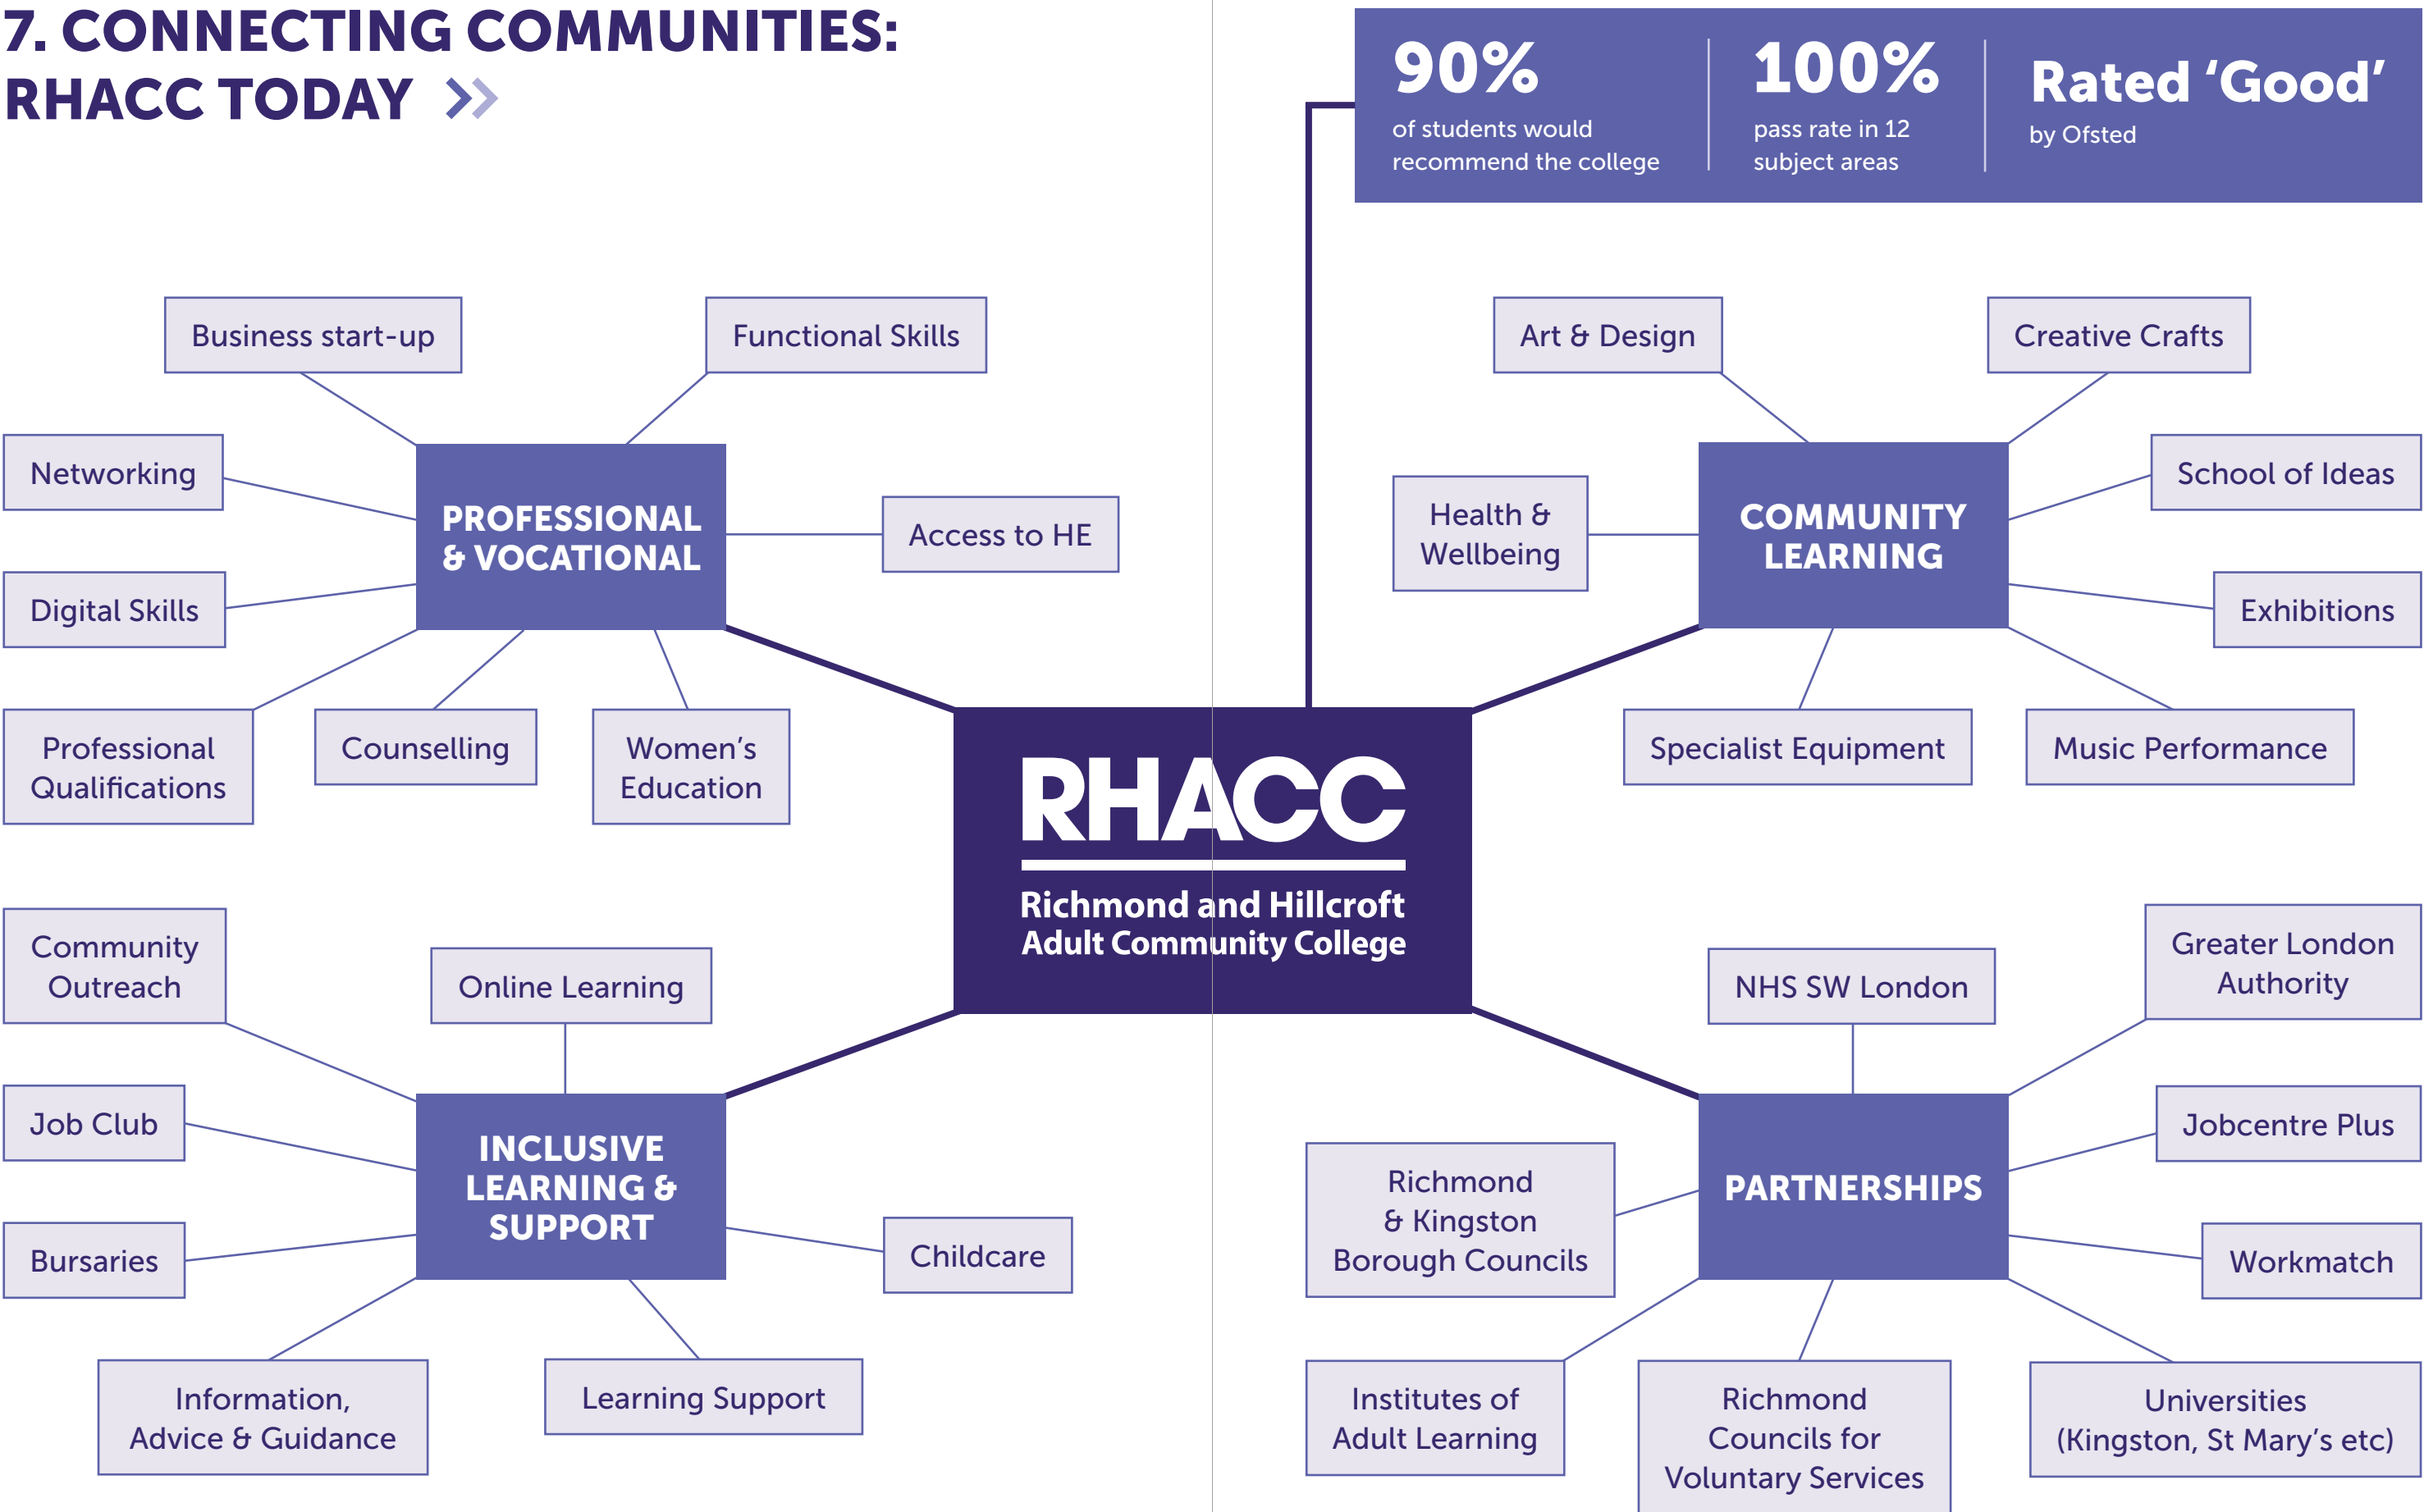 7. CONNECTING COMMUNITIES:
RHACC TODAY
90%
of students would
recommend the college
100%
pass rate in 12
subject areas
Rated ‘Good’
by Ofsted
Business start-up
Functional Skills
Networking
PROFESSIONAL
& VOCATIONAL
Access to HE
Digital Skills
Professional
Qualifications
Counselling
Women’s
Education
Art & Design
Creative Crafts
Health &
Wellbeing
COMMUNITY
LEARNING
School of Ideas
Exhibitions
Specialist Equipment
Music Performance
RHACC
Richmond and Hillcroft
Adult Community College
Community
Outreach
Online Learning
Job Club
INCLUSIVE
LEARNING &
SUPPORT
Bursaries
Childcare
Information,
Advice & Guidance
Learning Support
NHS SW London
Greater London
Authority
Richmond
& Kingston
Borough Councils
PARTNERSHIPS
Jobcentre Plus
Workmatch
Institutes of
Adult Learning
Richmond
Councils for
Voluntary Services
Universities
(Kingston, St Mary’s etc)